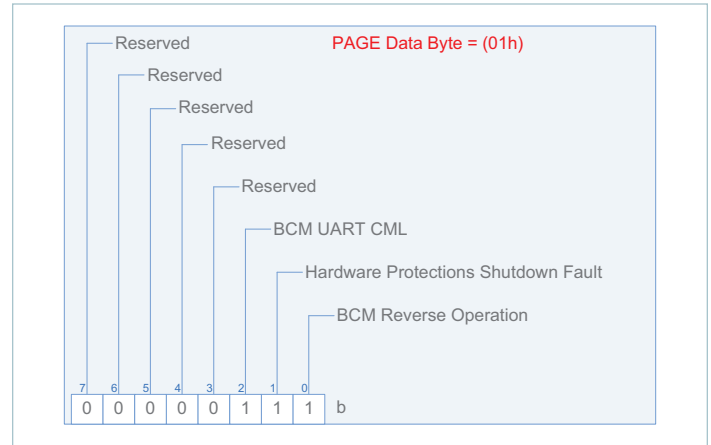 Reserved PAGE Data Byte = (01h)
Reserved
Reserved
Reserved
Reserved
BCM UART CML
Hardware Protections Shutdown Fault
BCM Reverse Operation
7 6 5 4 3 2 1 0
0 0 0 0 0 1 1 1 b